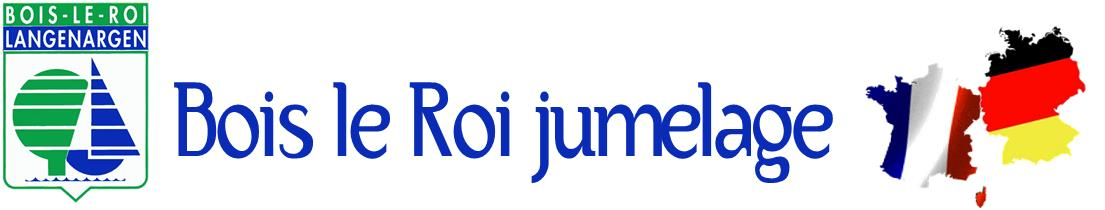 BOIS-LE-ROI
LANGENARGEN
Bois le Roi jumelage